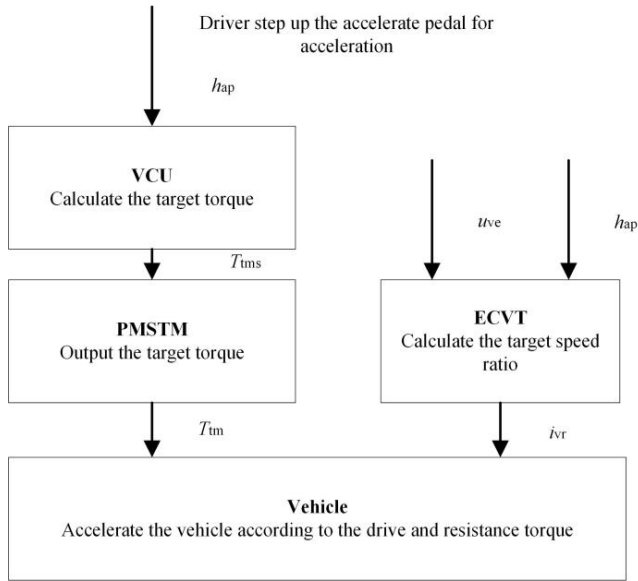 Driver step up the accelerate pedal for
acceleration
hap
VCU
Calculate the target torque
uve
hap
Ttms
PMSTM
Output the target torque
ECVT
Calculate the target speed
ratio
Ttm
ivr
Vehicle
Accelerate the vehicle according to the drive and resistance torque